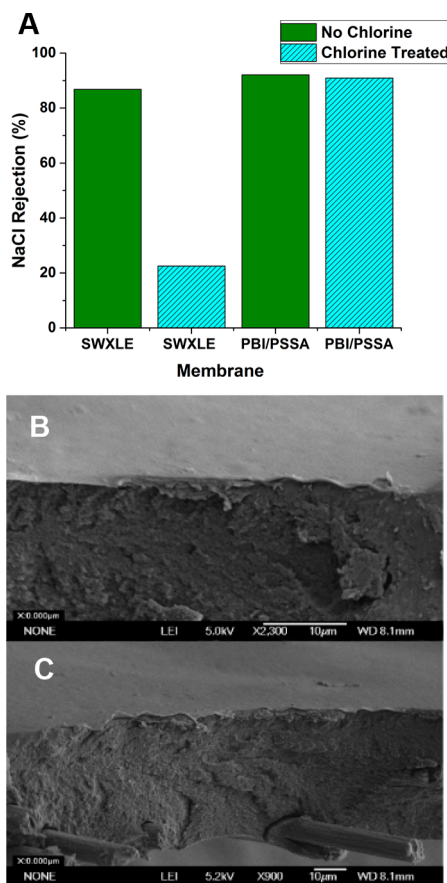 A
No Chlorine
Chlorine Treated
100
80
60
40
20
0
NaCl Rejection (%)
SWXLE SWXLE PBI/PSSA PBI/PSSA
Membrane
B
X:0.000µm
NONE LEI 5.0kV X2,300 10µm WD 8.1mm
C
X:0.000µm
NONE LEI 5.2kV X900 10µm WD 8.1mm